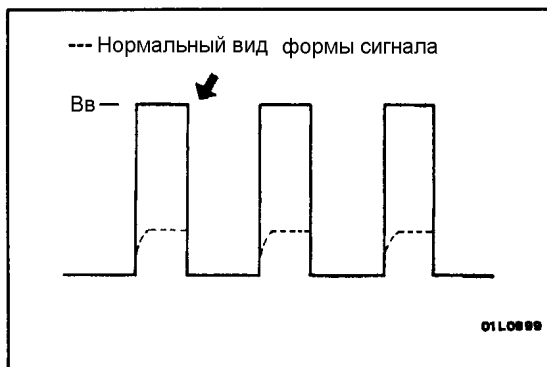 --- Нормальный вид формы сигнала
Вв
01L0899